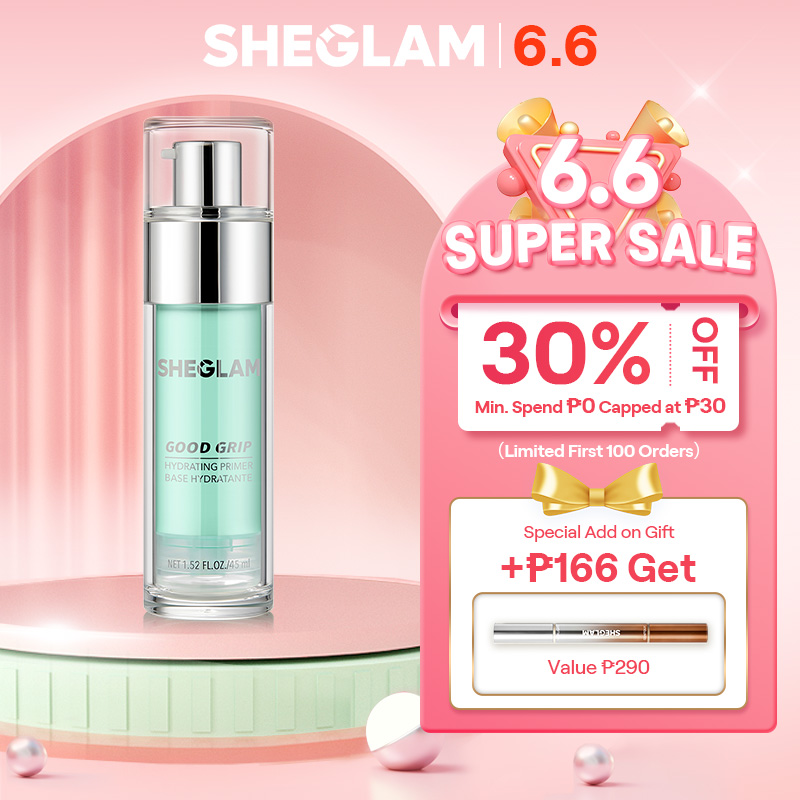 SHEGLAM | 6.6
6.6
SUPER SALE
30% OFF
Min. Spend ₱0 Capped at ₱30
(Limited First 100 Orders)
Special Add on Gift
+₱166 Get
SHEGLAM
Value ₱290
SHEGLAM
GOOD GRIP
HYDRATING PRIMER
BASE HYDRATANTE
NET 1.52 FL.OZ./45 ml